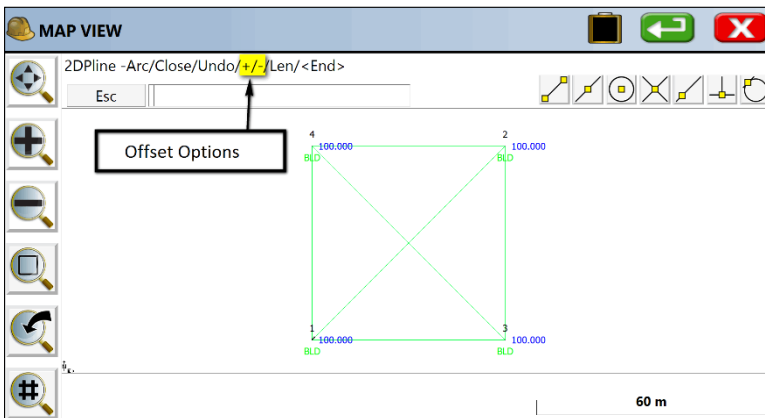 MAP VIEW
2DPline -Arc/Close/Undo/+/-/Len/<End>
Esc
Offset Options
4
100.000
BLD
2
100.000
BLD
1
100.000
BLD
3
100.000
BLD
60 m